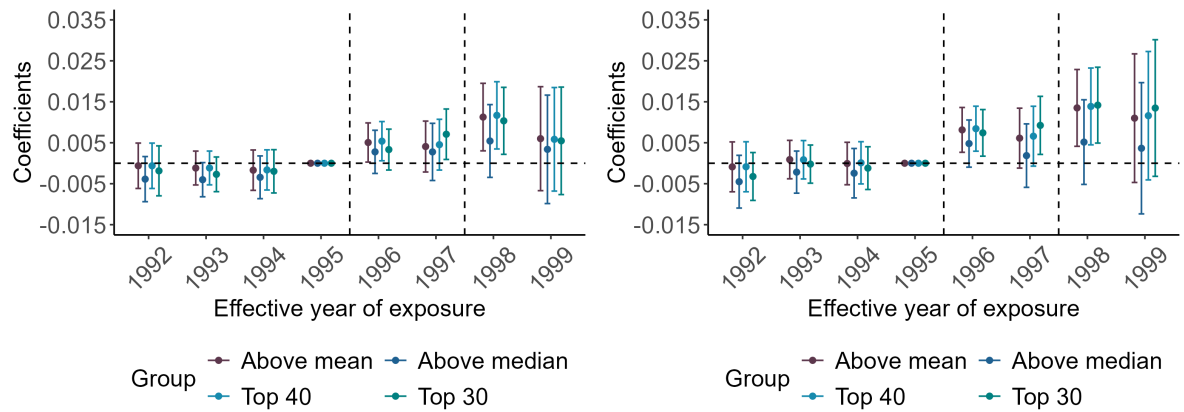 0.035
0.025
0.015
0.005
-0.005
-0.015
Coefficients
1992 1993 1994 1995 1996 1997 1998 1999
Effective year of exposure
Group
Above mean Above median
Top 40 Top 30
0.035
0.025
0.015
0.005
-0.005
-0.015
Coefficients
1992 1993 1994 1995 1996 1997 1998 1999
Effective year of exposure
Group
Above mean Above median
Top 40 Top 30